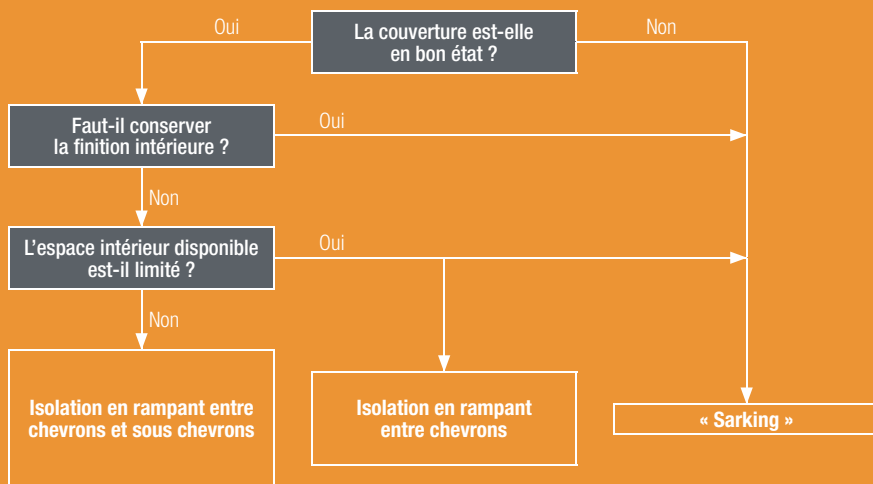 Oui
La couverture est-elle
en bon état ?
Non
Faut-il conserver
la finition intérieure ?
Oui
Non
L’espace intérieur disponible
est-il limité ?
Oui
Non
Isolation en rampant entre
chevrons et sous chevrons
Isolation en rampant
entre chevrons
« Sarking »